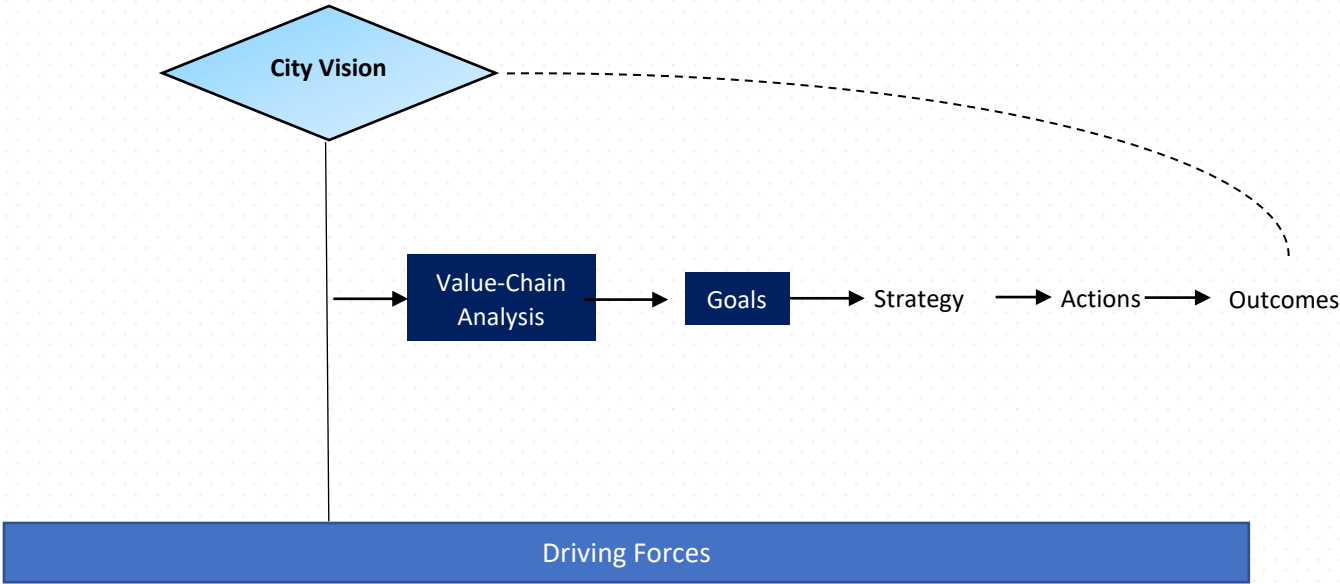 City Vision
Value-Chain
Analysis
Goals
Strategy
Actions
Outcomes
Driving Forces